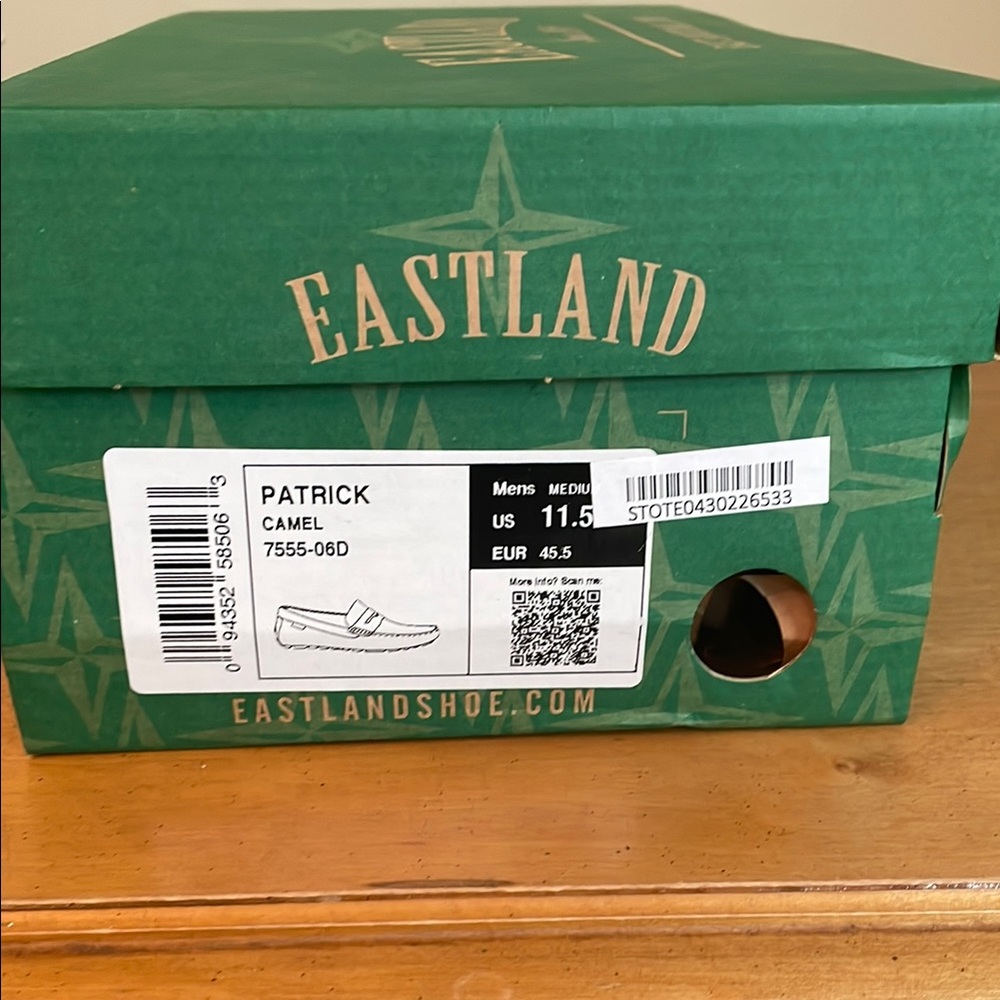 EASTLAND
PATRICK
CAMEL
7555-06D
Mens MEDIU
US 11.5
EUR 45.5
More info? Scan me:
STOTE0430226533
0 94352 58506 3
EASTLANDSHOE.COM